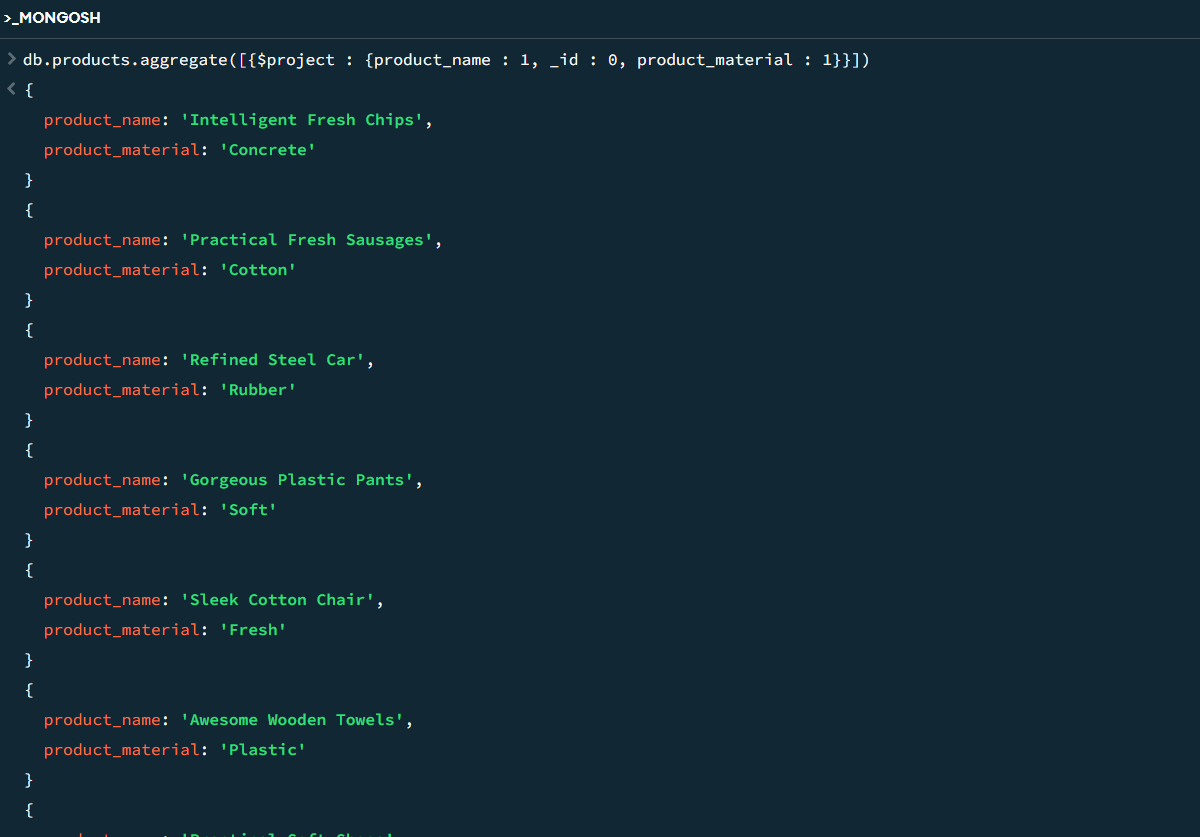 >_MONGOSH
> db.products.aggregate([{$project : {product_name : 1, _id : 0, product_material : 1}}])
< {
product_name: 'Intelligent Fresh Chips',
product_material: 'Concrete'
}
{
product_name: 'Practical Fresh Sausages',
product_material: 'Cotton'
}
{
product_name: 'Refined Steel Car',
product_material: 'Rubber'
}
{
product_name: 'Gorgeous Plastic Pants',
product_material: 'Soft'
}
{
product_name: 'Sleek Cotton Chair',
product_material: 'Fresh'
}
{
product_name: 'Awesome Wooden Towels',
product_material: 'Plastic'
}
{